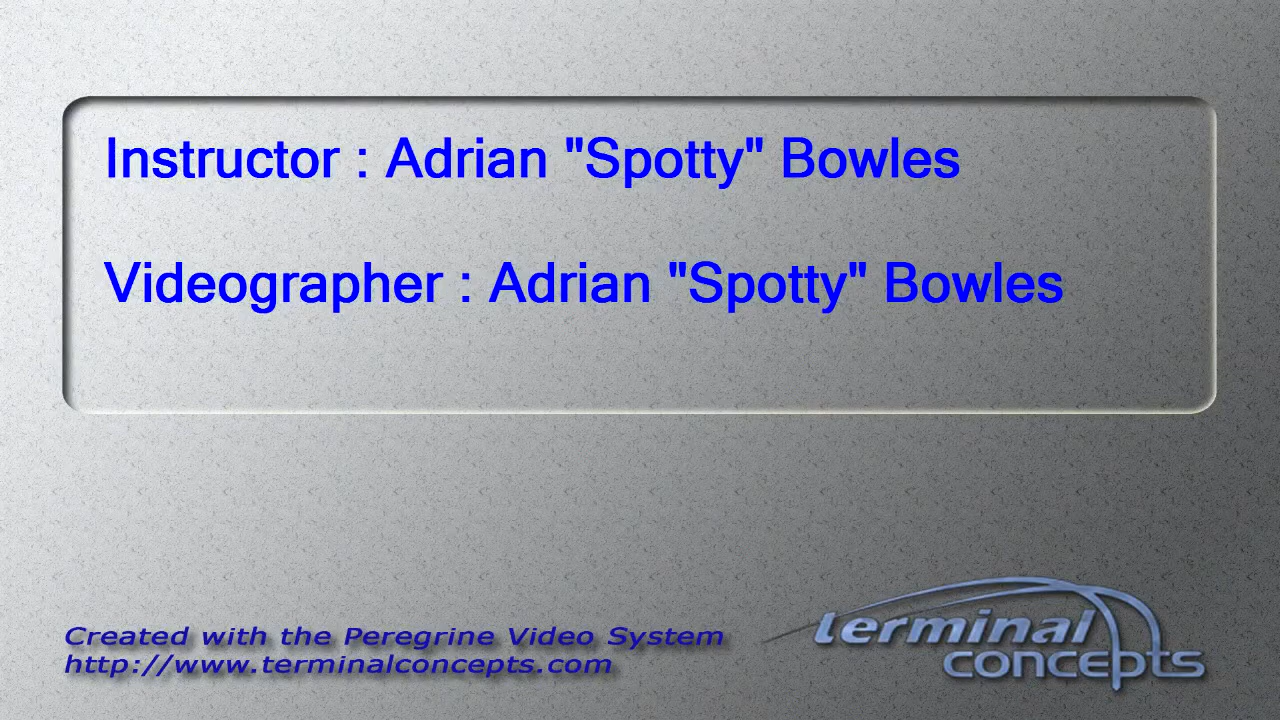 Instructor : Adrian "Spotty" Bowles
Videographer : Adrian "Spotty" Bowles
Created with the Peregrine Video System
http://www.terminalconcepts.com
terminal
concepts